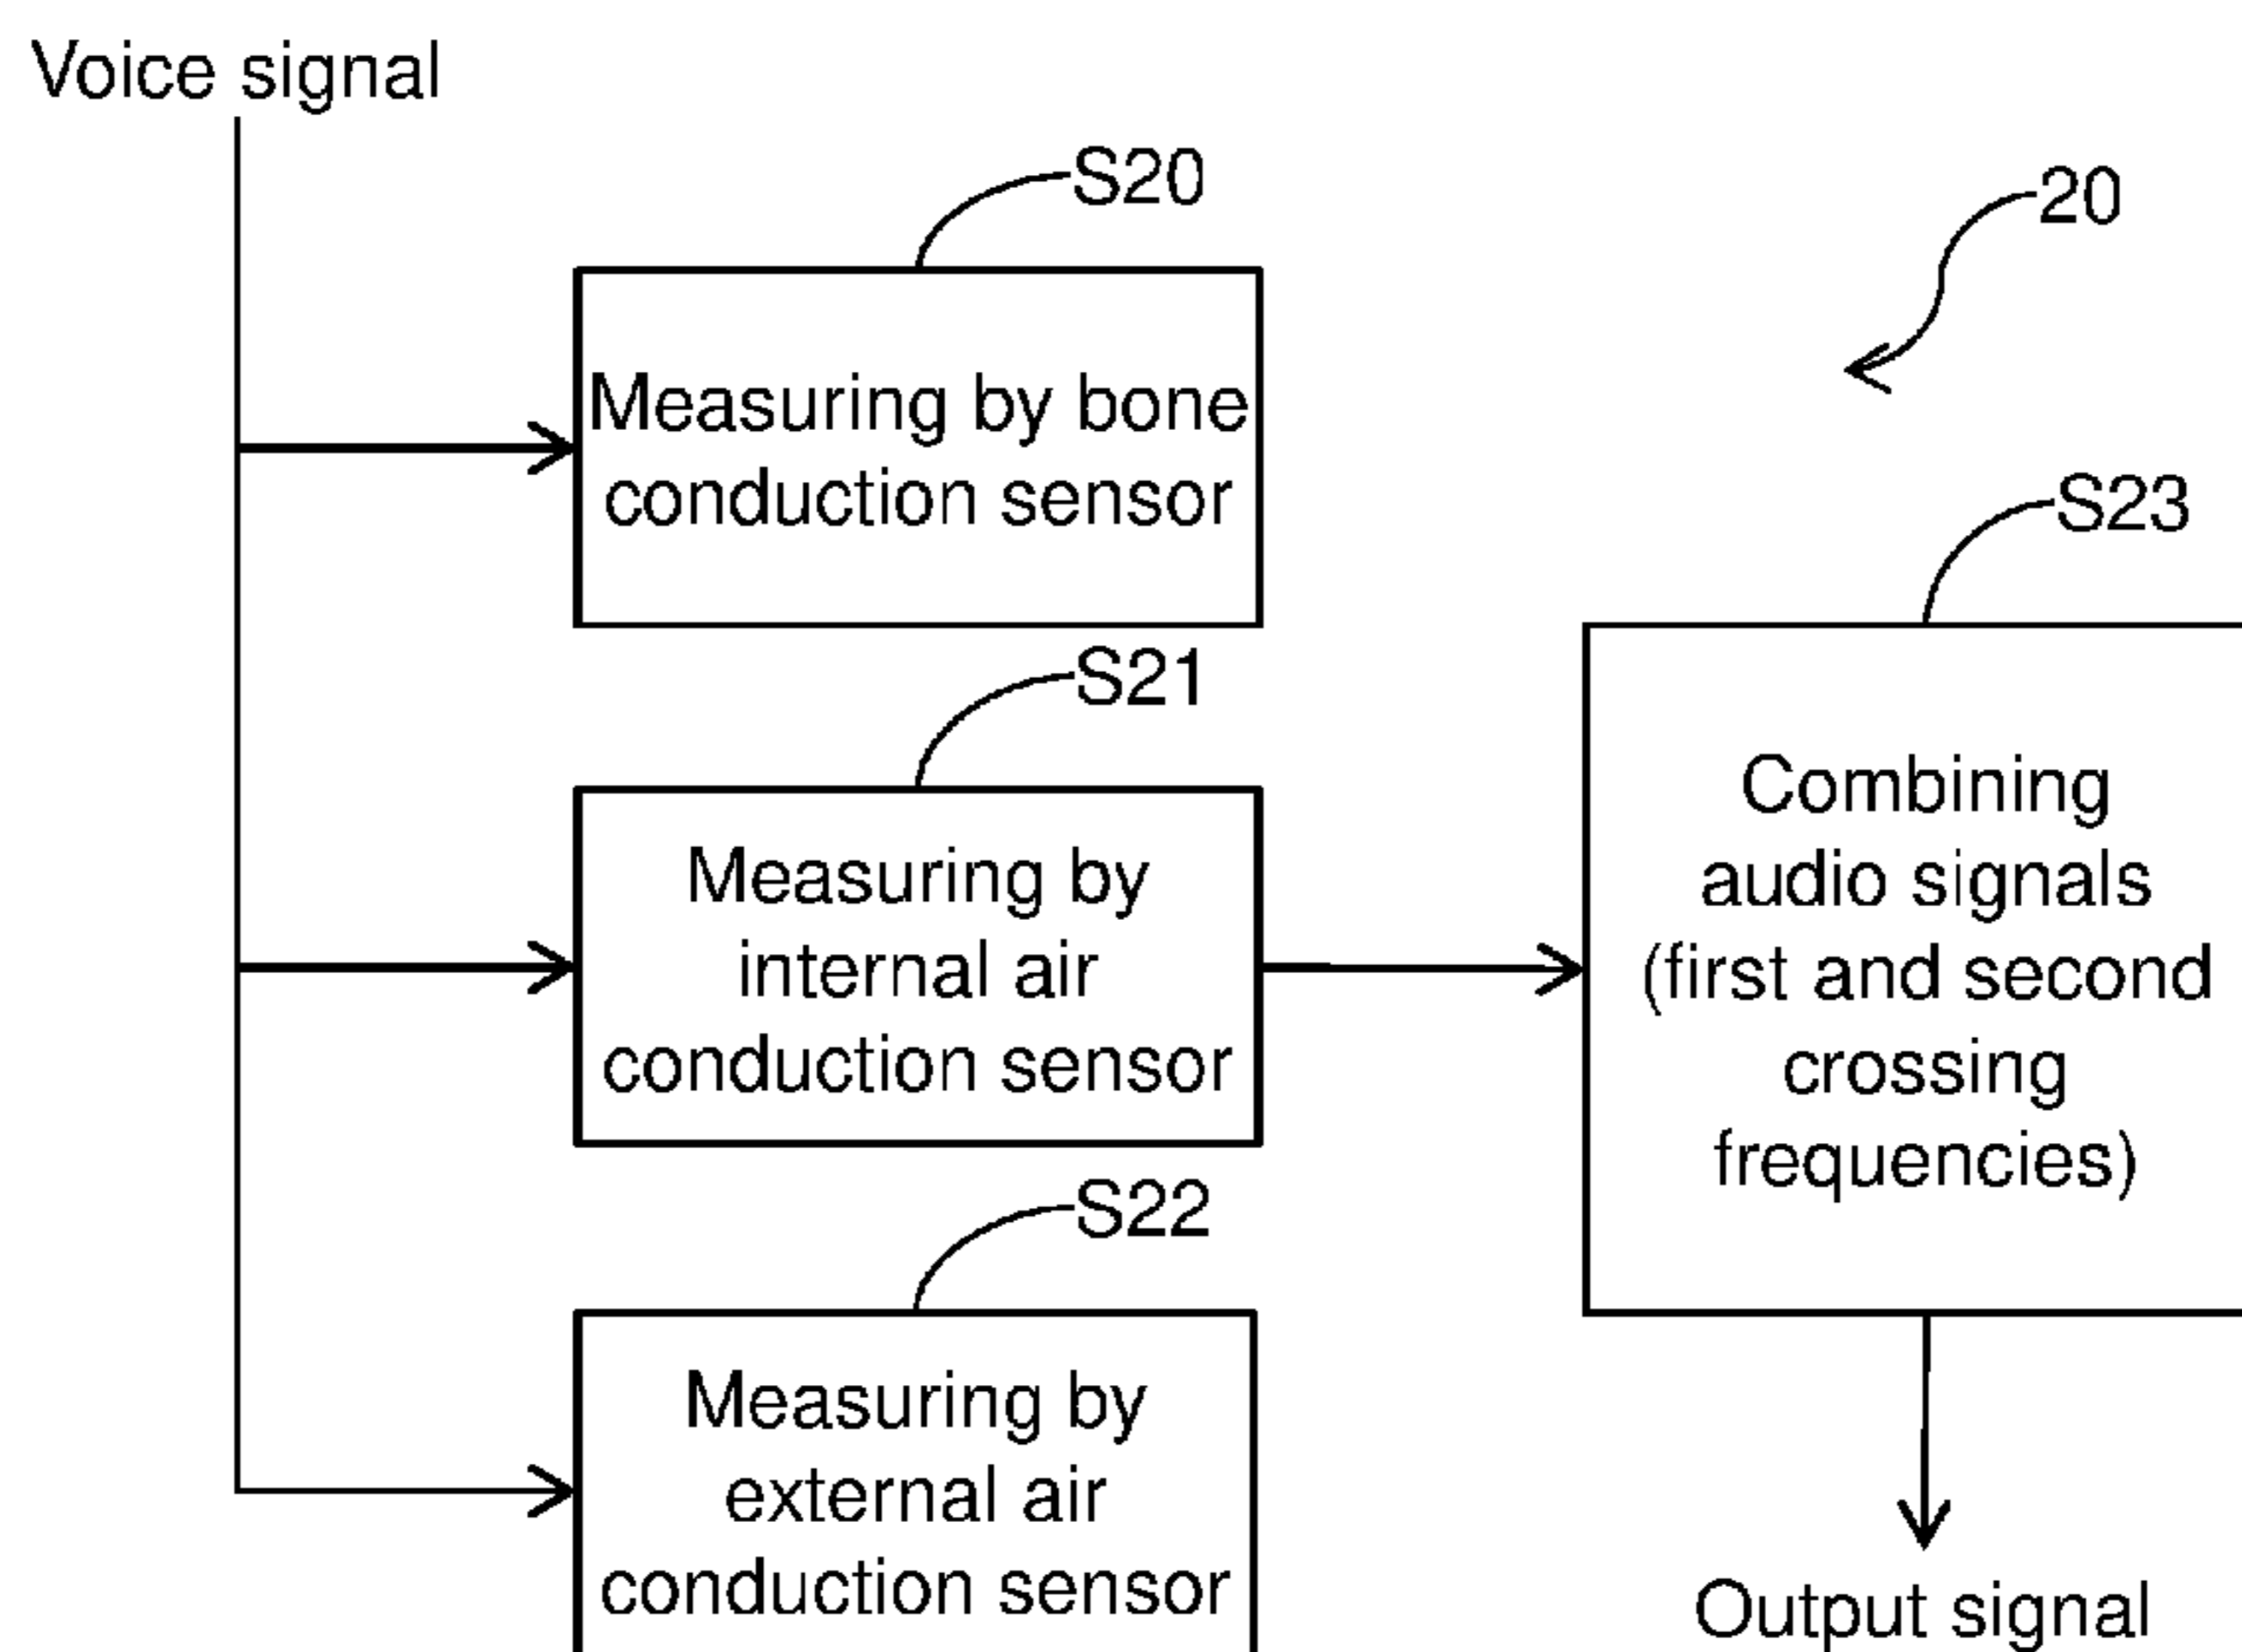 Voice signal
S20
20
Measuring by bone
conduction sensor
S23
S21
Combining
audio signals
(first and second
crossing
frequencies)
Measuring by
internal air
conduction sensor
S22
Measuring by
external air
conduction sensor
Output signal